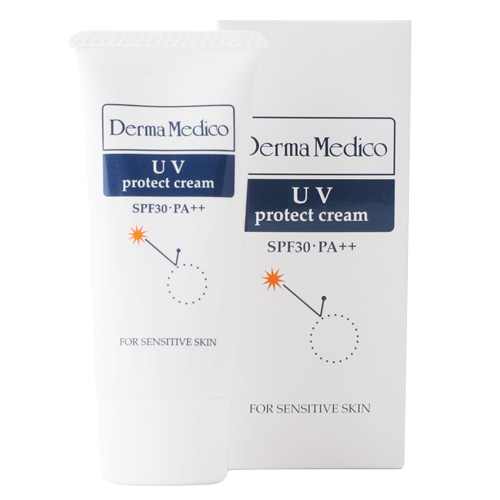 Derma Medico
U V
protect cream
SPF30·PA++
FOR SENSITIVE SKIN
Derma Medico
U V
protect cream
SPF30·PA++
FOR SENSITIVE SKIN